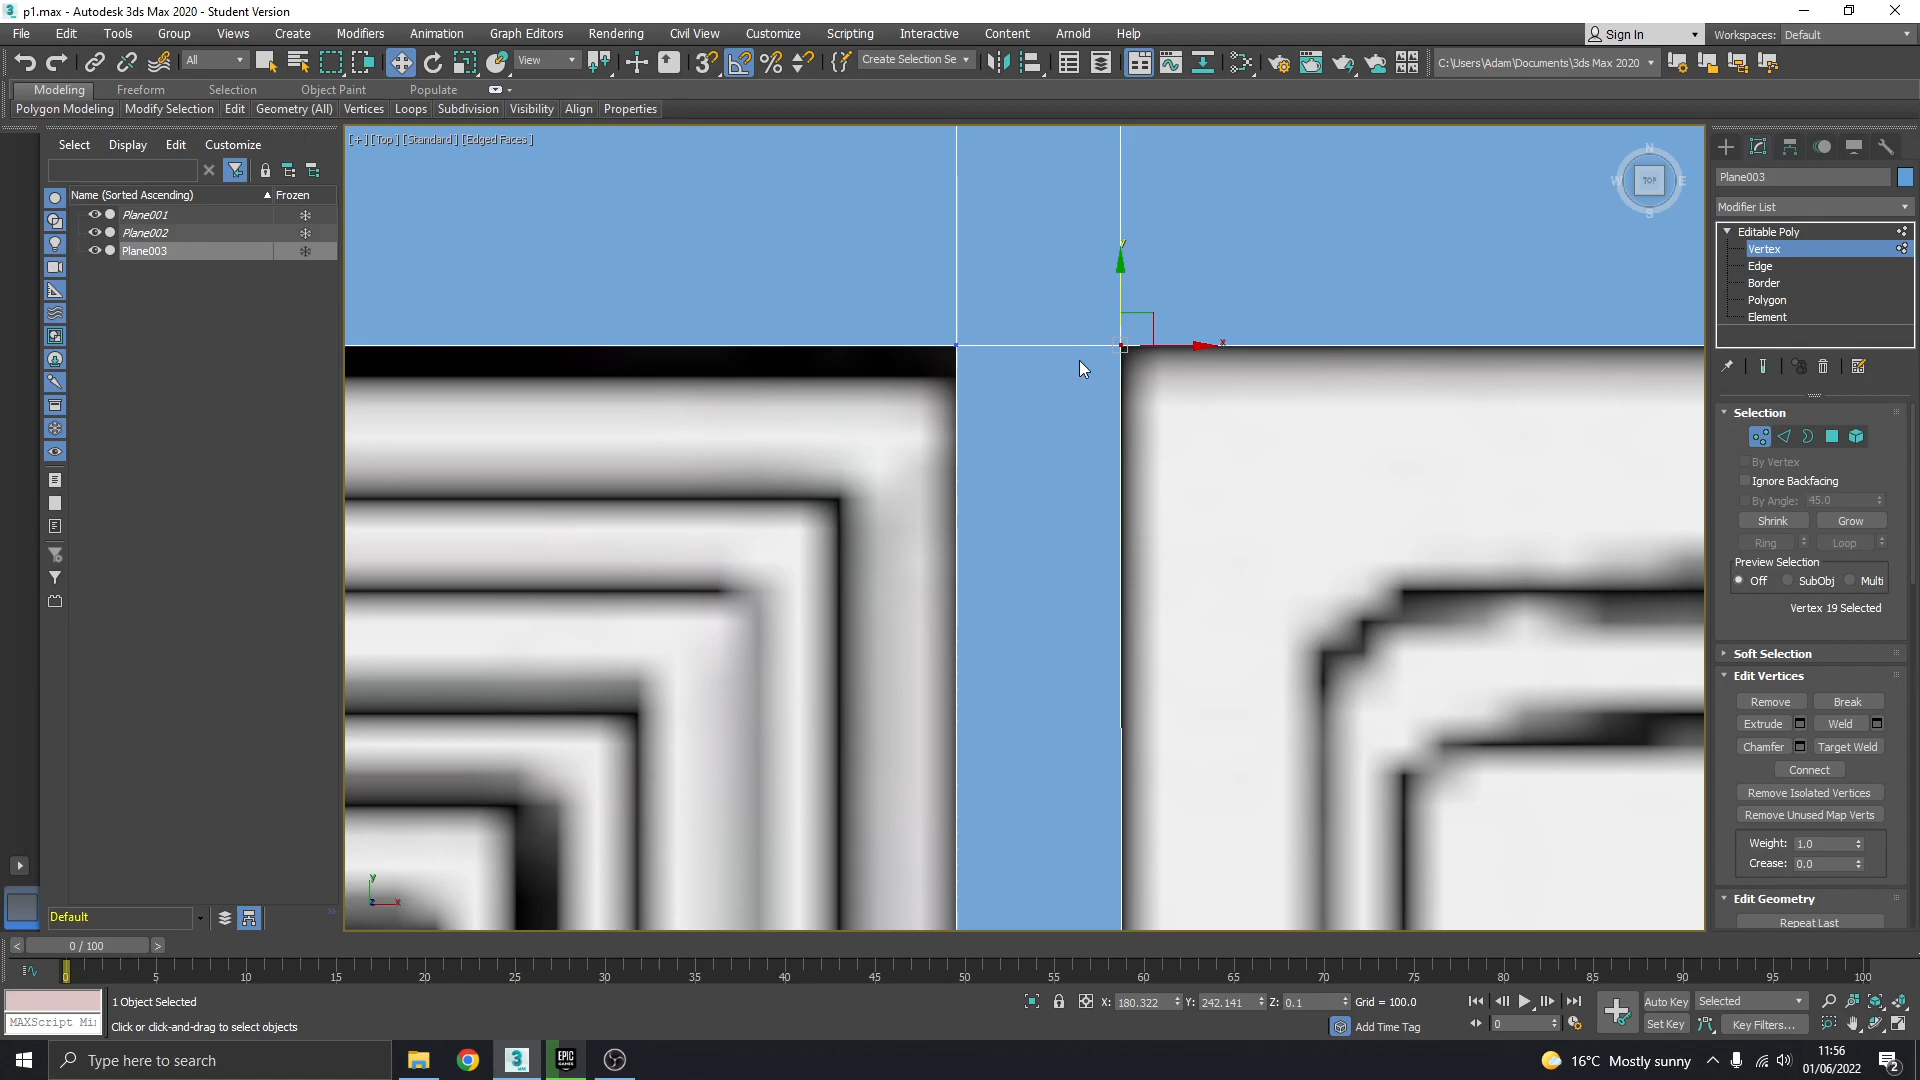 p1.max - Autodesk 3ds Max 2020 - Student Version
File Edit Tools Group Views Create Modifiers Animation Graph Editors Rendering Civil View Customize Scripting Interactive Content Arnold Help
Sign In Workspaces: Default
All View Create Selection Se C:\Users\Adam\Documents\3ds Max 2020
Modeling Freeform Selection Object Paint Populate
Polygon Modeling Modify Selection Edit Geometry (All) Vertices Loops Subdivision Visibility Align Properties
Select Display Edit Customize
[+] [Top] [Standard] [Edged Faces]
Name (Sorted Ascending) Frozen
Plane001
Plane002
Plane003
N
W TOP E
S
y
x
y
z x
Plane003
Modifier List
Editable Poly
Vertex
Edge
Border
Polygon
Element
Selection
By Vertex
Ignore Backfacing
By Angle: 45.0
Shrink Grow
Ring Loop
Preview Selection
Off SubObj Multi
Vertex 19 Selected
Soft Selection
Edit Vertices
Remove Break
Extrude Weld
Chamfer Target Weld
Connect
Remove Isolated Vertices
Remove Unused Map Verts
Weight: 1.0
Crease: 0.0
Edit Geometry
Repeat Last
Default
< 0 / 100 >
0 5 10 15 20 25 30 35 40 45 50 55 60 65 70 75 80 85 90 95 100
1 Object Selected
X: 180.322 Y: 242.141 Z: 0.1 Grid = 100.0
Auto Key Selected
MAXScript Mi
Click or click-and-drag to select objects
Add Time Tag
0
Set Key Key Filters...
Type here to search
3
MAX
EPIC
GAMES
16°C Mostly sunny
11:56
01/06/2022
2